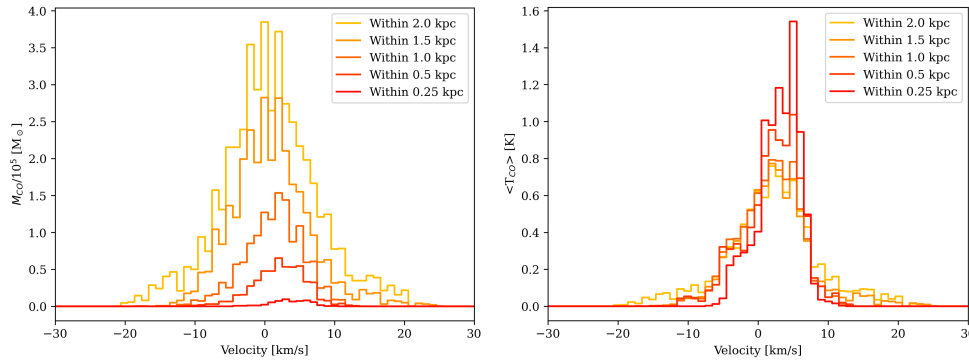 4.0
3.5
3.0
2.5
2.0
1.5
1.0
0.5
0.0
M_CO/10^5 [M_⊙]
−30
−20
−10
0
10
20
30
Velocity [km/s]
Within 2.0 kpc
Within 1.5 kpc
Within 1.0 kpc
Within 0.5 kpc
Within 0.25 kpc
1.6
1.4
1.2
1.0
0.8
0.6
0.4
0.2
0.0
<T_CO> [K]
−30
−20
−10
0
10
20
30
Velocity [km/s]
Within 2.0 kpc
Within 1.5 kpc
Within 1.0 kpc
Within 0.5 kpc
Within 0.25 kpc